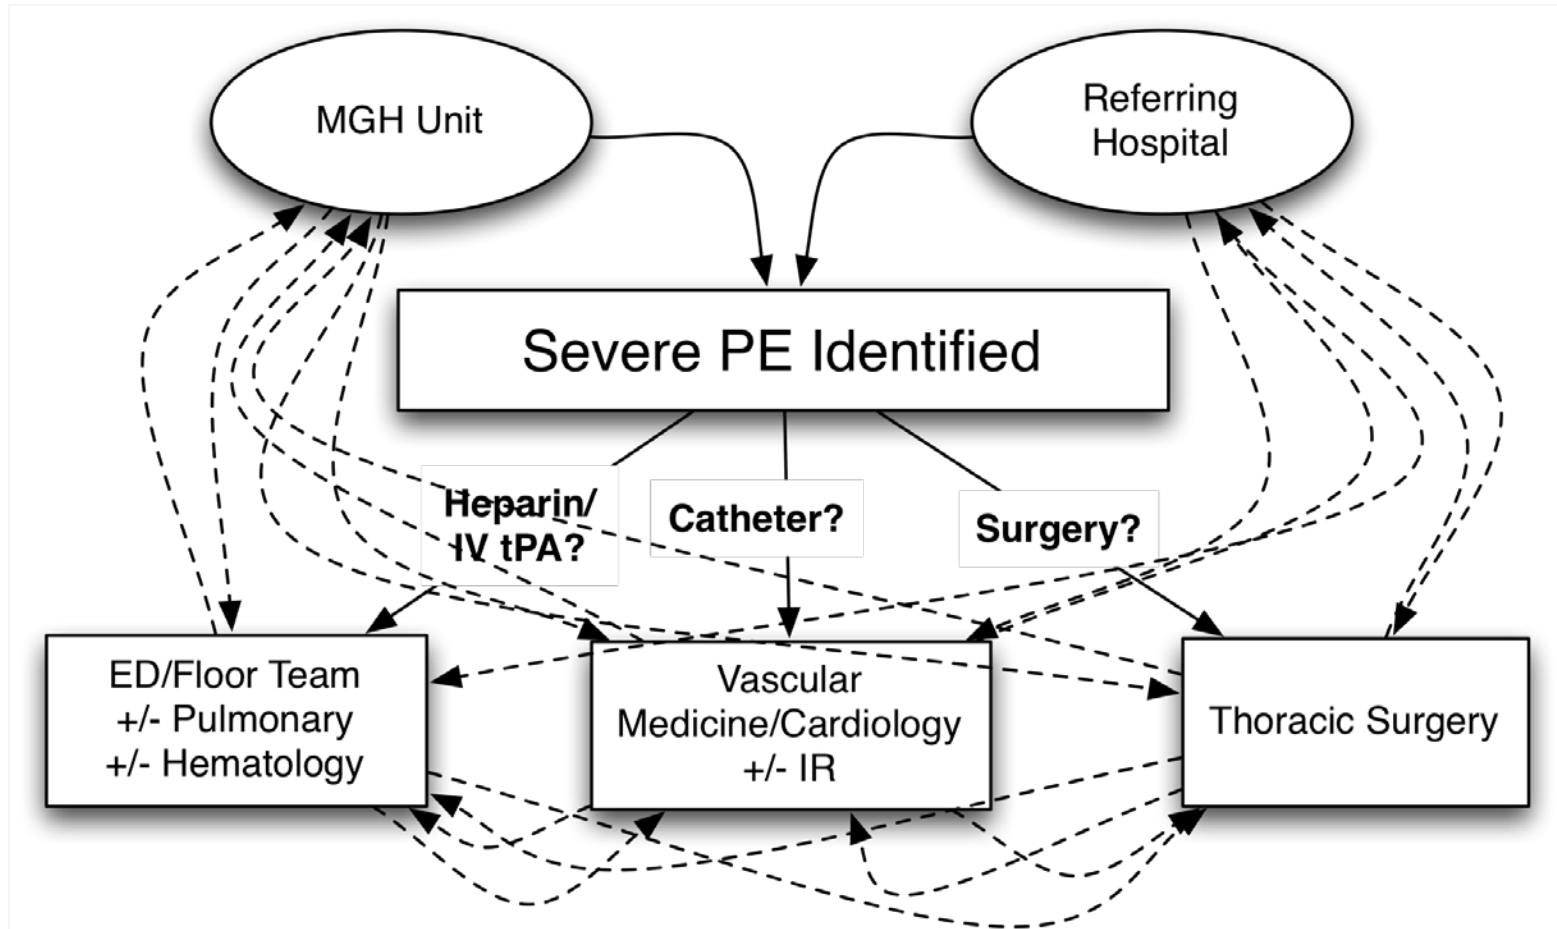 MGH Unit
Referring
Hospital
Severe PE Identified
Heparin/
IV tPA?
Catheter?
Surgery?
ED/Floor Team
+/- Pulmonary
+/- Hematology
Vascular
Medicine/Cardiology
+/- IR
Thoracic Surgery